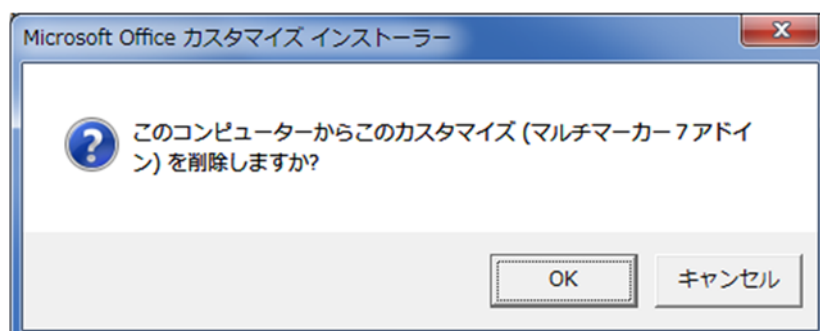 Microsoft Office カスタマイズ インストーラー
このコンピューターからこのカスタマイズ (マルチマーカー７アドイ
ン) を削除しますか?
OK
キャンセル